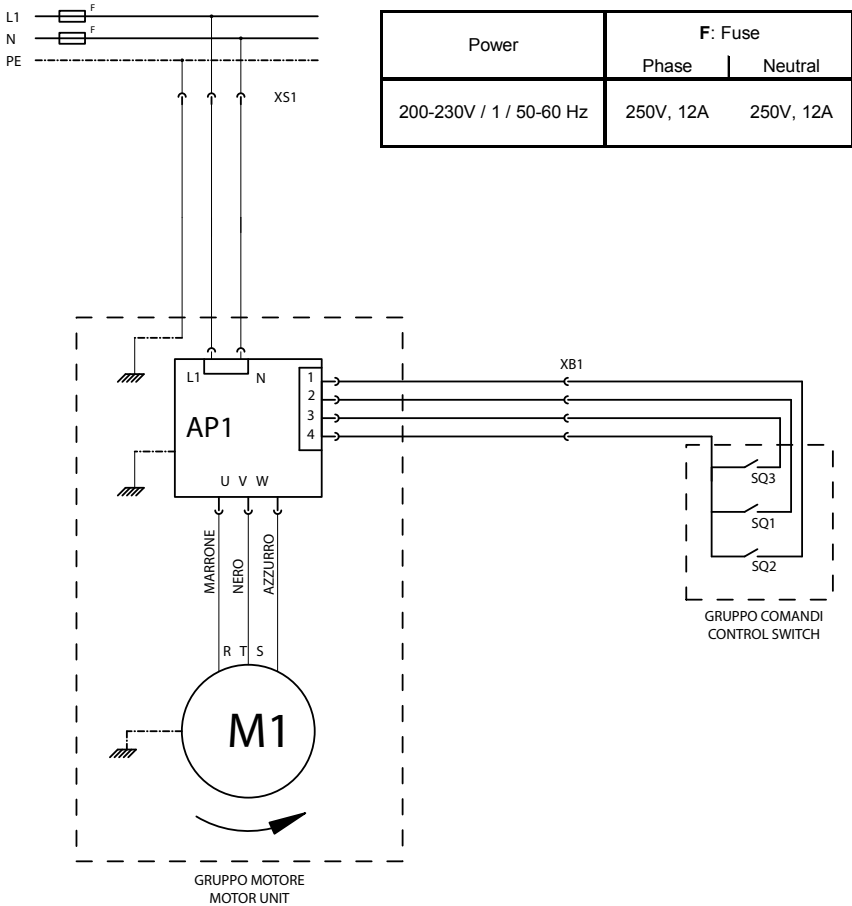 L1
F
N
F
PE
XS1
Power
F: Fuse
Phase
Neutral
200-230V / 1 / 50-60 Hz
250V, 12A
250V, 12A
L1
N
AP1
1
2
3
4
XB1
U V W
SQ3
SQ1
SQ2
GRUPPO COMANDI
CONTROL SWITCH
MARRONE
NERO
AZZURRO
R T S
M1
GRUPPO MOTORE
MOTOR UNIT